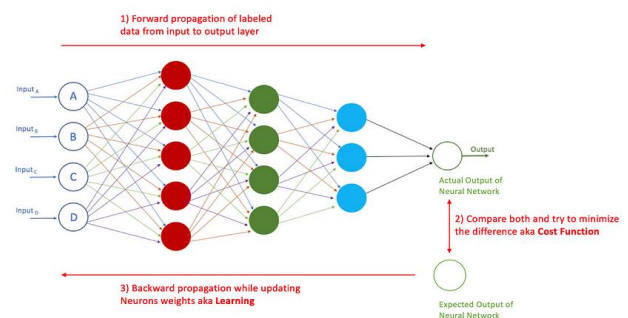 1) Forward propagation of labeled
data from input to output layer
Input A
A
Input B
B
Input C
C
Input D
D
Output
Actual Output of
Neural Network
2) Compare both and try to minimize
the difference aka Cost Function
3) Backward propagation while updating
Neurons weights aka Learning
Expected Output of
Neural Network